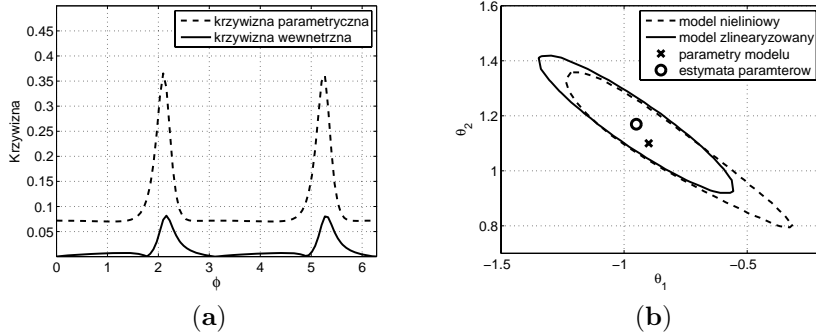 krzywizna parametryczna
krzywizna wewnetrzna
0.45
0.4
0.35
0.3
0.25
0.2
0.15
0.1
0.05
Krzywizna
0 1 2 3 4 5 6
ϕ
(a)
model nieliniowy
model zlinearyzowany
parametry modelu
estymata paramterow
1.6
1.4
1.2
1
0.8
θ2
−1.5 −1 −0.5
θ1
(b)